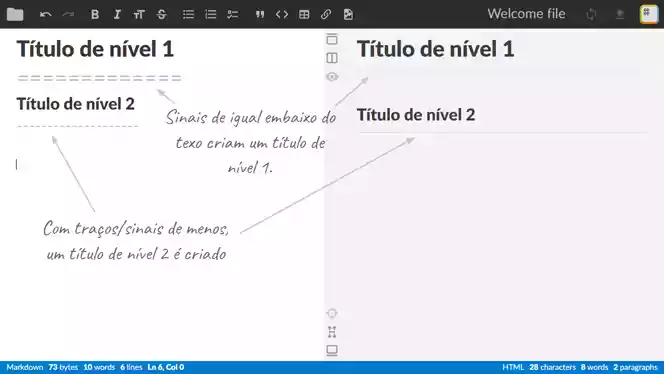 Welcome file
Título de nível 1
==============
Título de nível 2
--------------------
Título de nível 1
Título de nível 2
Sinais de igual embaixo do
texo criam um título de
nível 1.
Com traços/sinais de menos,
um título de nível 2 é criado
Markdown 73 bytes 10 words 6 lines Ln 6, Col 0
HTML 28 characters 8 words 2 paragraphs